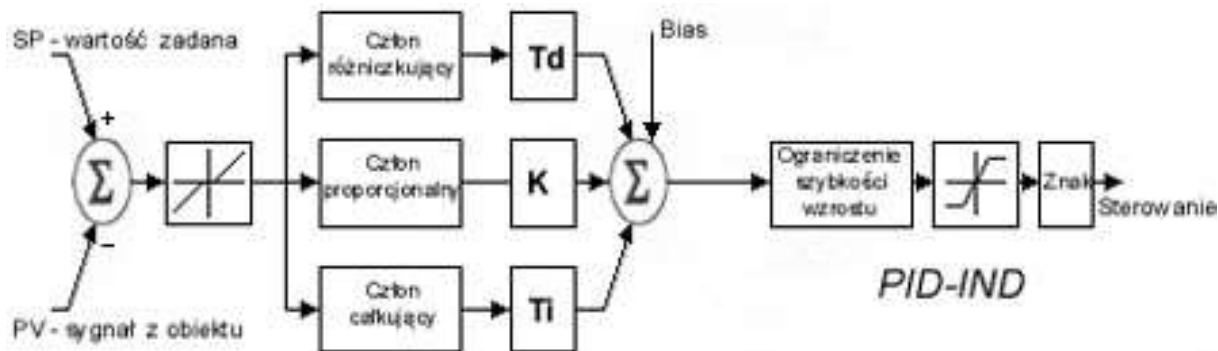 SP - wartość zadana
+
Σ
−
PV - sygnał z obiektu
Człon
różniczkujący
Td
Człon
proporcjonalny
K
Człon
całkujący
Ti
Bias
Σ
Ograniczenie
szybkości
wzrostu
Znak
Sterowanie
PID-IND